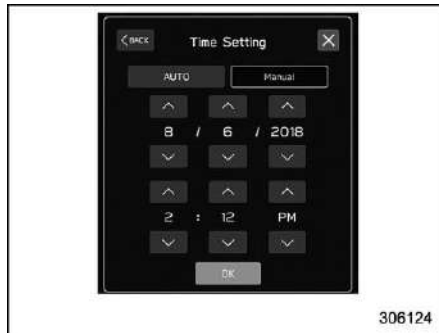 BACK Time Setting
AUTO Manual
8 / 6 / 2018
2 : 12 PM
OK
306124